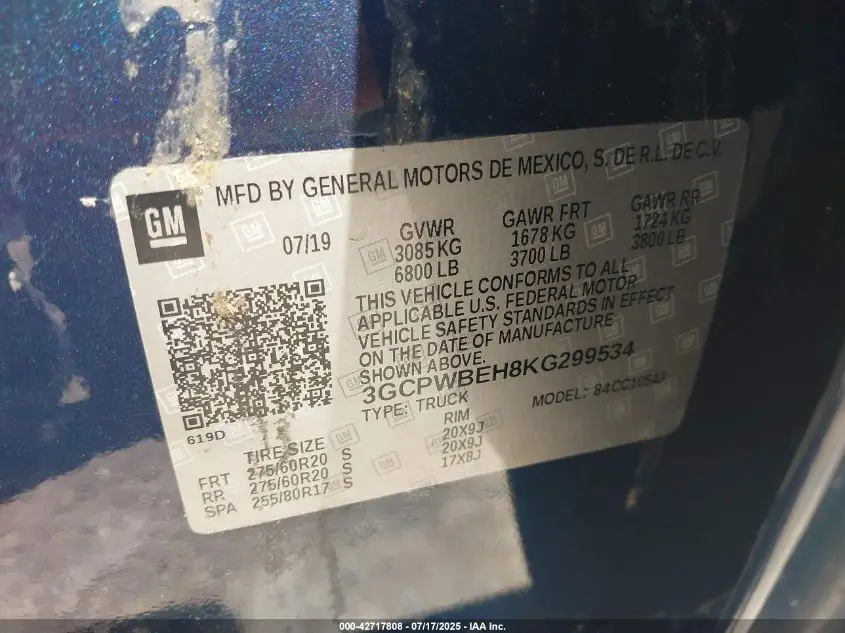 MFD BY GENERAL MOTORS DE MEXICO, S. DE R.L. DE C.V.
GM
07/19
GVWR
3085 KG
6800 LB
GAWR FRT
1678 KG
3700 LB
GAWR RR
1724 KG
3800 LB
THIS VEHICLE CONFORMS TO ALL
APPLICABLE U.S. FEDERAL MOTOR
VEHICLE SAFETY STANDARDS IN EFFECT
ON THE DATE OF MANUFACTURE
SHOWN ABOVE.
3GCPWBEH8KG299534
TYPE: TRUCK
MODEL: 84CC10543
619D
TIRE SIZE
RIM
FRT 275/60R20 S 20X9J
RR 275/60R20 S 20X9J
SPA 255/80R17 S 17X8J
000-42717808 - 07/17/2025 - IAA Inc.